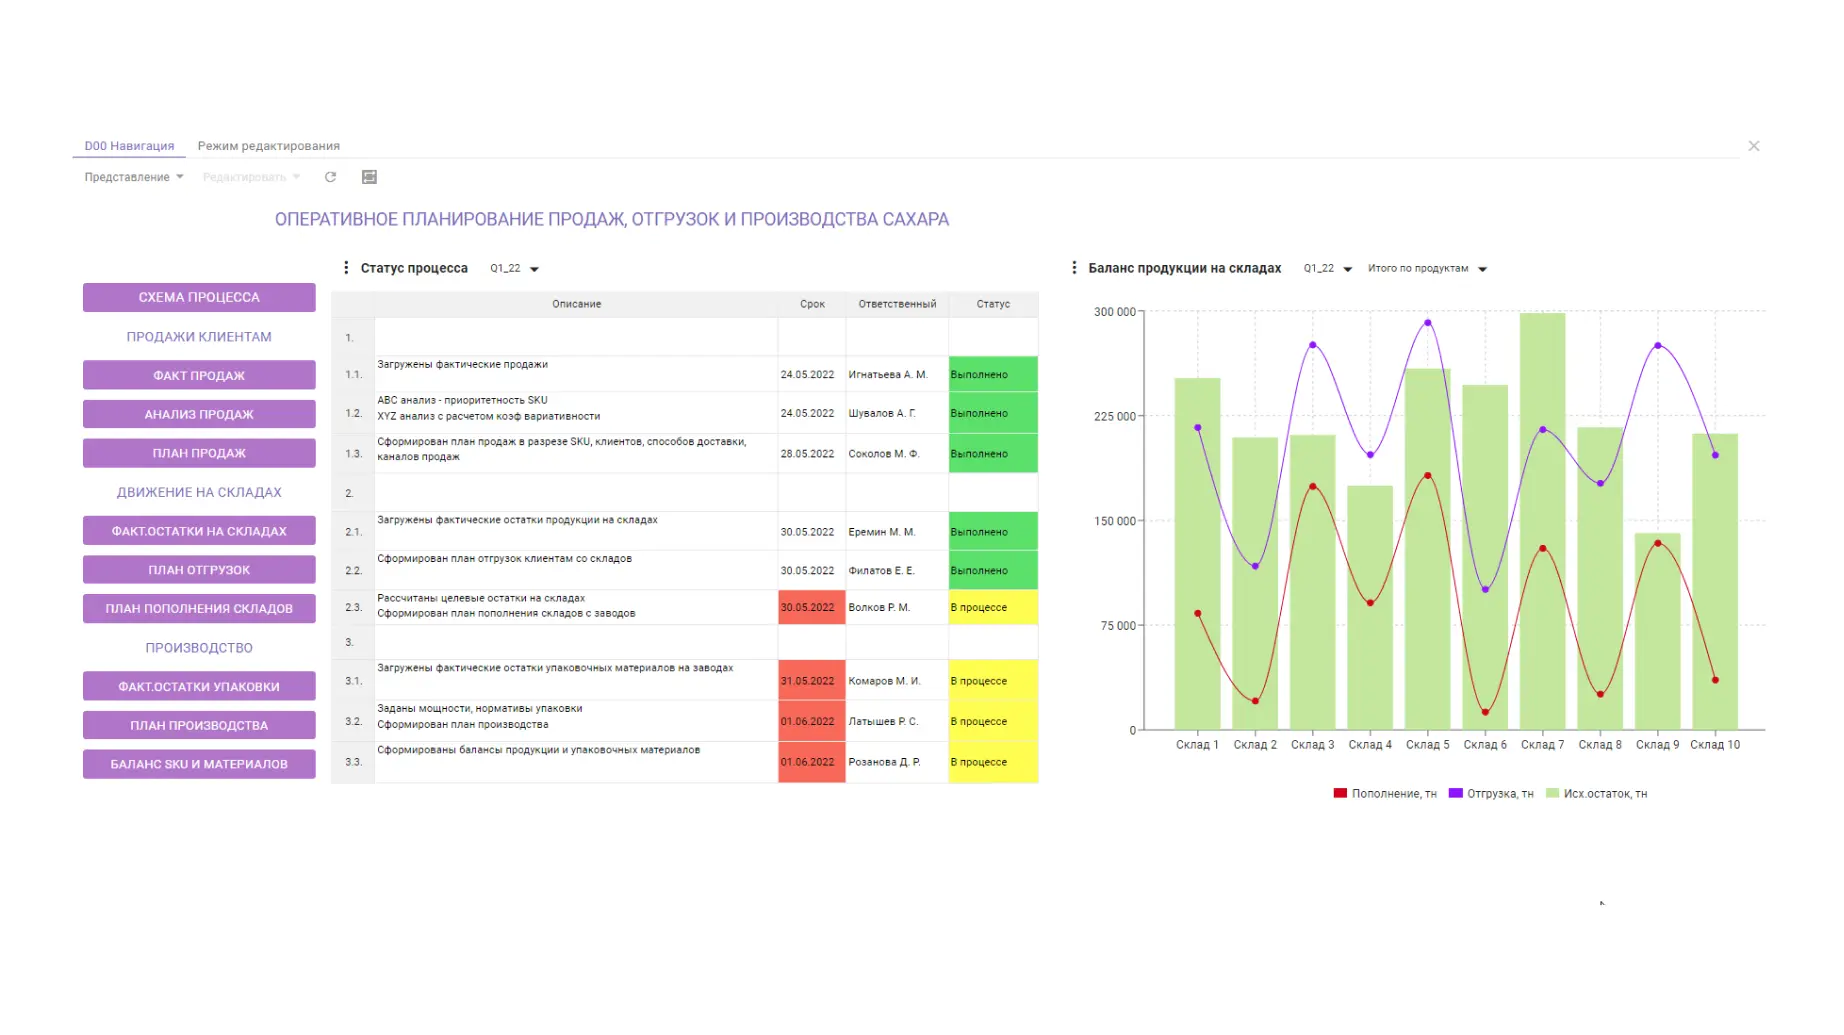 D00 Навигация Режим редактирования
Представление Редактировать
ОПЕРАТИВНОЕ ПЛАНИРОВАНИЕ ПРОДАЖ, ОТГРУЗОК И ПРОИЗВОДСТВА САХАРА
СХЕМА ПРОЦЕССА
ПРОДАЖИ КЛИЕНТАМ
ФАКТ ПРОДАЖ
АНАЛИЗ ПРОДАЖ
ПЛАН ПРОДАЖ
ДВИЖЕНИЕ НА СКЛАДАХ
ФАКТ.ОСТАТКИ НА СКЛАДАХ
ПЛАН ОТГРУЗОК
ПЛАН ПОПОЛНЕНИЯ СКЛАДОВ
ПРОИЗВОДСТВО
ФАКТ.ОСТАТКИ УПАКОВКИ
ПЛАН ПРОИЗВОДСТВА
БАЛАНС SKU И МАТЕРИАЛОВ
Статус процесса Q1_22
Описание Срок Ответственный Статус
1.
1.1. Загружены фактические продажи 24.05.2022 Игнатьева А. М. Выполнено
1.2. ABC анализ - приоритетность SKU
XYZ анализ с расчетом коэф вариативности 24.05.2022 Шувалов А. Г. Выполнено
1.3. Сформирован план продаж в разрезе SKU, клиентов, способов доставки,
каналов продаж 28.05.2022 Соколов М. Ф. Выполнено
2.
2.1. Загружены фактические остатки продукции на складах 30.05.2022 Еремин М. М. Выполнено
2.2. Сформирован план отгрузок клиентам со складов 30.05.2022 Филатов Е. Е. Выполнено
2.3. Рассчитаны целевые остатки на складах
Сформирован план пополнения складов с заводов 30.05.2022 Волков Р. М. В процессе
3.
3.1. Загружены фактические остатки упаковочных материалов на заводах 31.05.2022 Комаров М. И. В процессе
3.2. Заданы мощности, нормативы упаковки
Сформирован план производства 01.06.2022 Латышев Р. С. В процессе
3.3. Сформированы балансы продукции и упаковочных материалов 01.06.2022 Розанова Д. Р. В процессе
Баланс продукции на складах Q1_22 Итого по продуктам
300 000
225 000
150 000
75 000
0
Склад 1 Склад 2 Склад 3 Склад 4 Склад 5 Склад 6 Склад 7 Склад 8 Склад 9 Склад 10
Пополнение, тн Отгрузка, тн Исх.остаток, тн